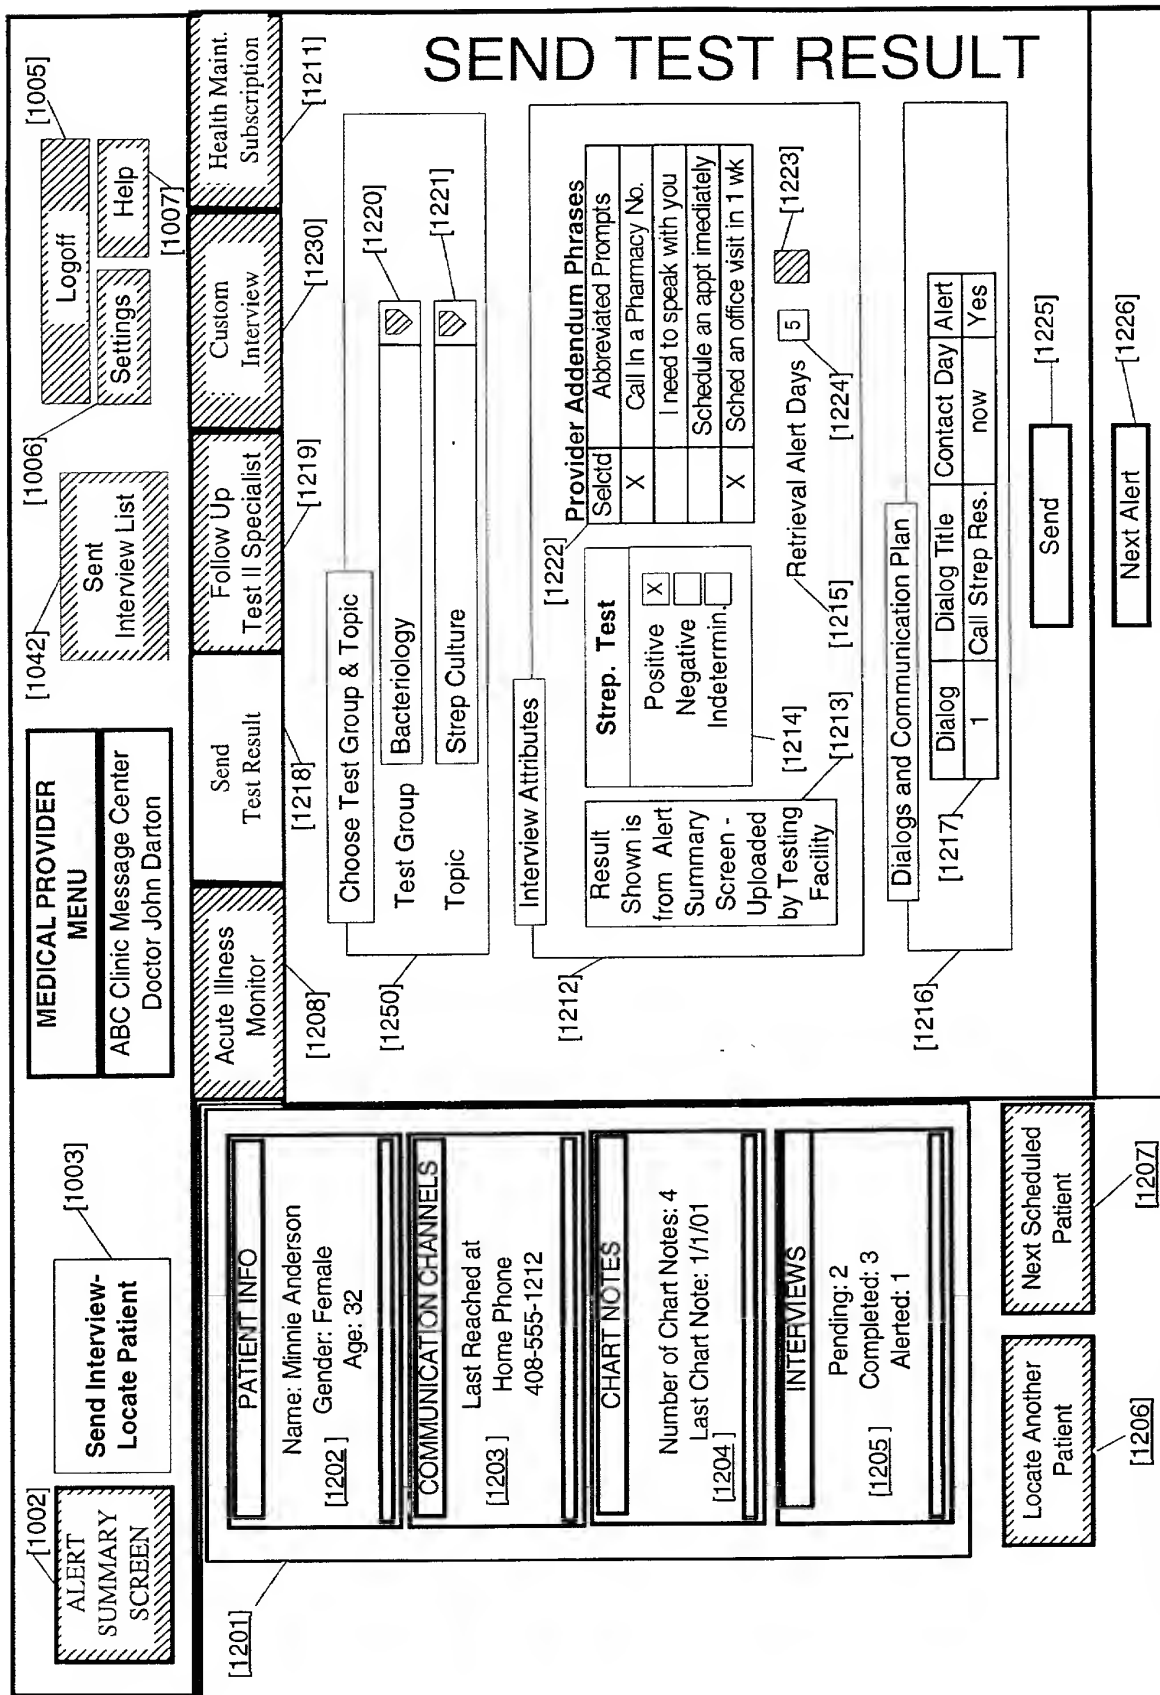 [1002]
ALERT
SUMMARY
SCREEN
Send Interview-
Locate Patient
[1003]
MEDICAL PROVIDER
MENU
ABC Clinic Message Center
Doctor John Darton
[1042]
Sent
Interview List
[1006]
Logoff
Settings
Help
[1005]
[1007]
[1201]
PATIENT INFO
Name: Minnie Anderson
Gender: Female
Age: 32
[1202 ]
COMMUNICATION CHANNELS
Last Reached at
Home Phone
408-555-1212
[1203 ]
CHART NOTES
Number of Chart Notes: 4
Last Chart Note: 1/1/01
[1204 ]
INTERVIEWS
Pending: 2
Completed: 3
Alerted: 1
[1205 ]
Locate Another
Patient
[1206]
Next Scheduled
Patient
[1207]
Acute Illness
Monitor
[1208]
Send
Test Result
[1218]
Follow Up
Test II Specialist
[1219]
Custom
Interview
[1230]
Health Maint.
Subscription
[1211]
SEND TEST RESULT
[1250]
Choose Test Group & Topic
Test Group
Bacteriology
[1220]
Topic
Strep Culture
[1221]
[1212]
Interview Attributes
Result
Shown is
from Alert
Summary
Screen -
Uploaded
by Testing
Facility
[1213]
Strep. Test
Positive X
Negative
Indetermin.
[1214]
[1222]
Provider Addendum Phrases
Selctd Abbreviated Prompts
X Call In a Pharmacy No.
I need to speak with you
Schedule an appt imediately
X Sched an office visit in 1 wk
Retrieval Alert Days 5
[1215]
[1224]
[1223]
[1216]
Dialogs and Communication Plan
[1217]
Dialog Dialog Title Contact Day Alert
1 Call Strep Res. now Yes
Send
[1225]
Next Alert
[1226]